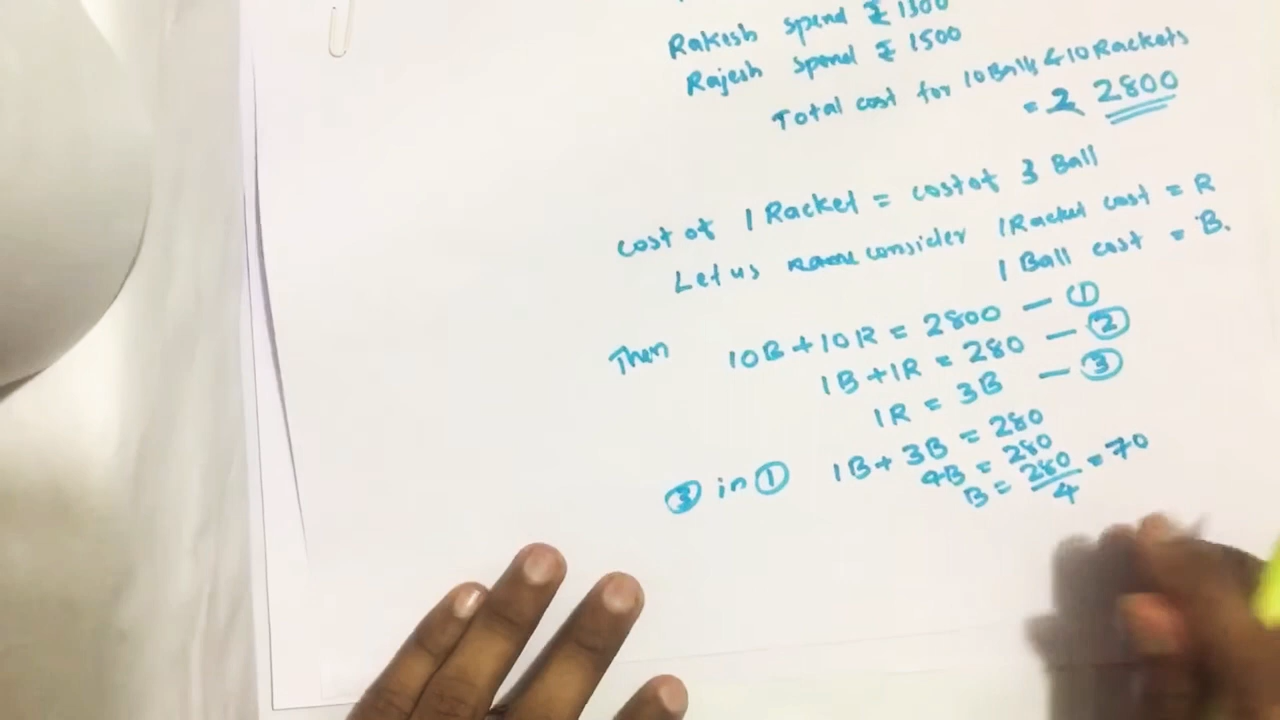 Rakesh spend ₹ 1300
Rajesh spend ₹ 1500
Total cost for 10 Balls & 10 Rackets
= ₹ 2800
cost of 1 Racket = cost of 3 Ball
Let us consider 1 Racket cost = R
1 Ball cost = B.
Then 10B + 10R = 2800 — ①
1B + 1R = 280 — ②
1R = 3B — ③
③ in ① 1B + 3B = 280
4B = 280
B = 280/4 = 70